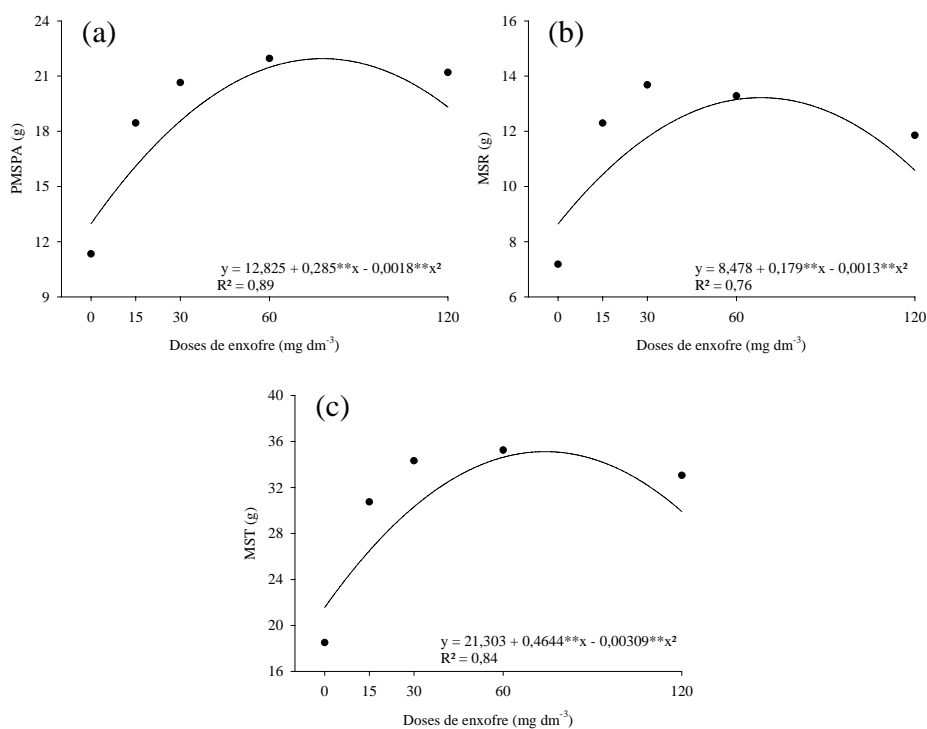 (a)
24
21
18
15
12
9
PMSPA (g)
y = 12,825 + 0,285**x - 0,0018**x²
R² = 0,89
0 15 30 60 120
Doses de enxofre (mg dm⁻³)
(b)
16
14
12
10
8
6
MSR (g)
y = 8,478 + 0,179**x - 0,0013**x²
R² = 0,76
0 15 30 60 120
Doses de enxofre (mg dm⁻³)
(c)
40
36
32
28
24
20
16
MST (g)
y = 21,303 + 0,4644**x - 0,00309**x²
R² = 0,84
0 15 30 60 120
Doses de enxofre (mg dm⁻³)